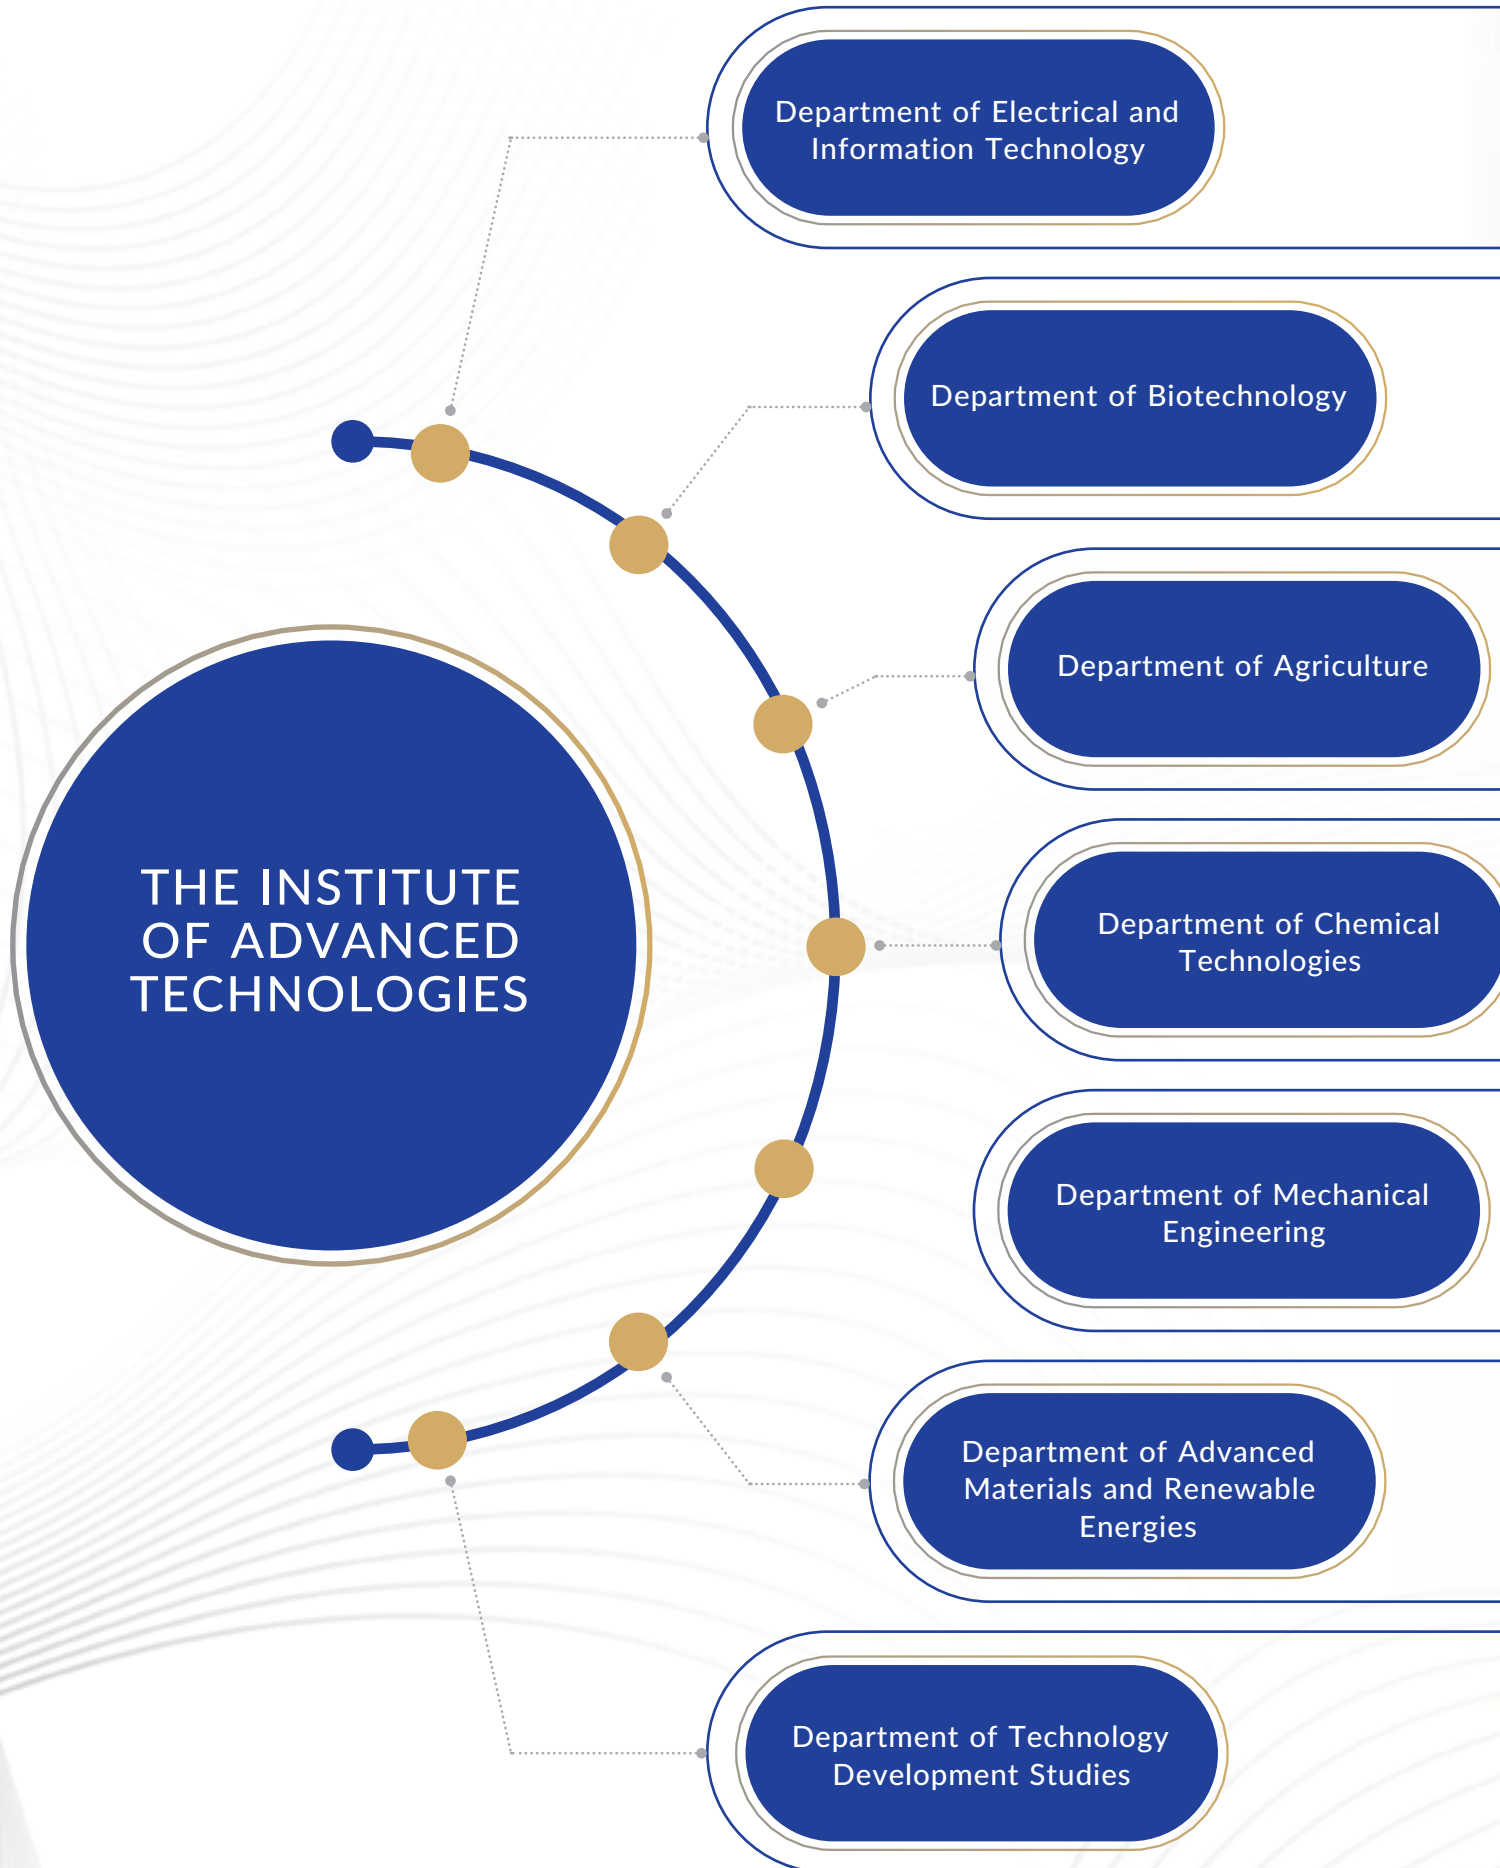 Department of Electrical and
Information Technology
Department of Biotechnology
Department of Agriculture
THE INSTITUTE
OF ADVANCED
TECHNOLOGIES
Department of Chemical
Technologies
Department of Mechanical
Engineering
Department of Advanced
Materials and Renewable
Energies
Department of Technology
Development Studies